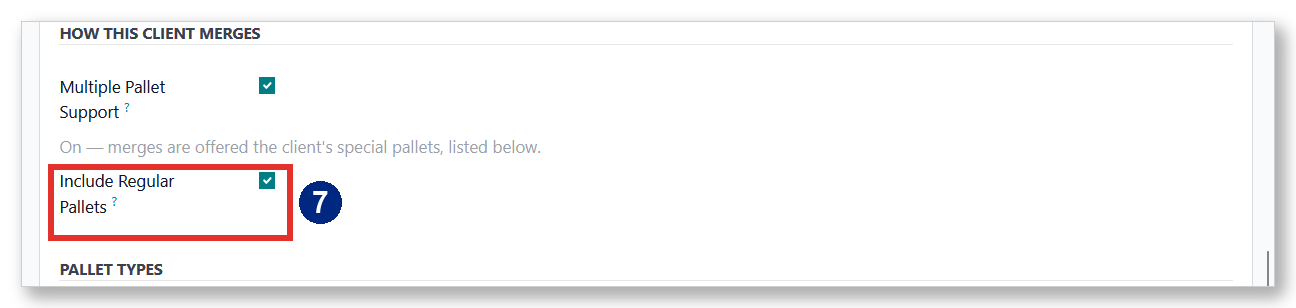 HOW THIS CLIENT MERGES
Multiple Pallet
Support ?
On — merges are offered the client's special pallets, listed below.
Include Regular
Pallets ?
7
PALLET TYPES